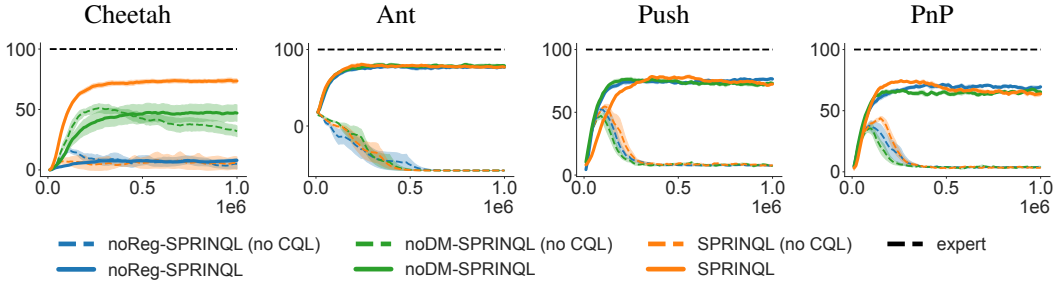 Cheetah Ant Push PnP
100 100 100 100
50 50 50
0 0 0 0
0.0 0.5 1.0 0.0 0.5 1.0 0.0 0.5 1.0 0.0 0.5 1.0
1e6 1e6 1e6 1e6
noReg-SPRINQL (no CQL) noDM-SPRINQL (no CQL) SPRINQL (no CQL) expert
noReg-SPRINQL noDM-SPRINQL SPRINQL